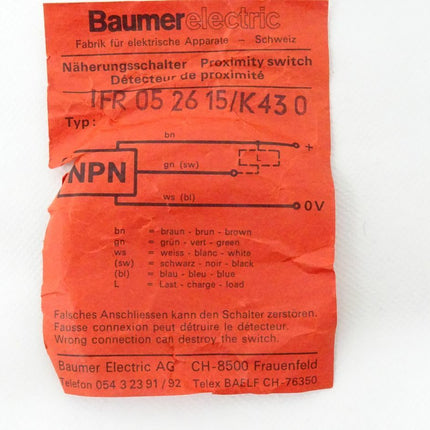 Baumer electric
Fabrik für elektrische Apparate – Schweiz
Näherungsschalter Proximity switch
Détecteur de proximité
IFR 05 26 15/K43 0
Typ:
bn
+
L
gn (sw)
NPN
ws (bl)
0V
bn = braun - brun - brown
gn = grün - vert - green
ws = weiss - blanc - white
(sw) = schwarz - noir - black
(bl) = blau - bleu - blue
L = Last - charge - load
Falsches Anschliessen kann den Schalter zerstören.
Fausse connexion peut détruire le détecteur.
Wrong connection can destroy the switch.
Baumer Electric AG CH-8500 Frauenfeld
Telefon 054 3 23 91 / 92 Telex BAELF CH-76350